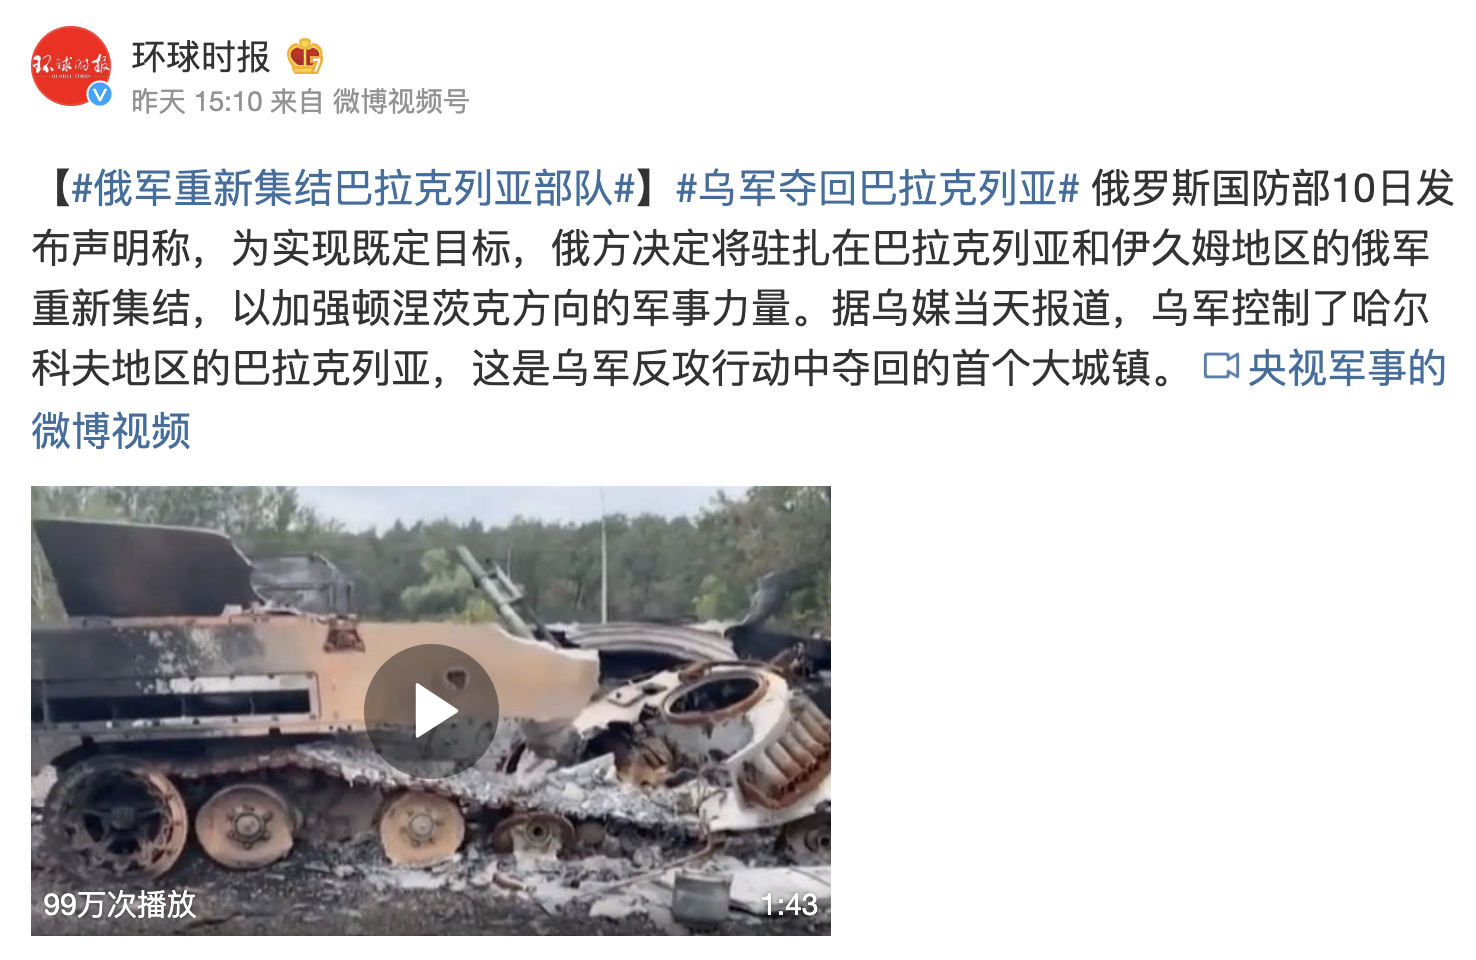 环球时报
环球时报
GLOBAL TIMES
7
昨天 15:10 来自 微博视频号
【#俄军重新集结巴拉克列亚部队#】#乌军夺回巴拉克列亚# 俄罗斯国防部10日发
布声明称，为实现既定目标，俄方决定将驻扎在巴拉克列亚和伊久姆地区的俄军
重新集结，以加强顿涅茨克方向的军事力量。据乌媒当天报道，乌军控制了哈尔
科夫地区的巴拉克列亚，这是乌军反攻行动中夺回的首个大城镇。 央视军事的
微博视频
99万次播放
1:43